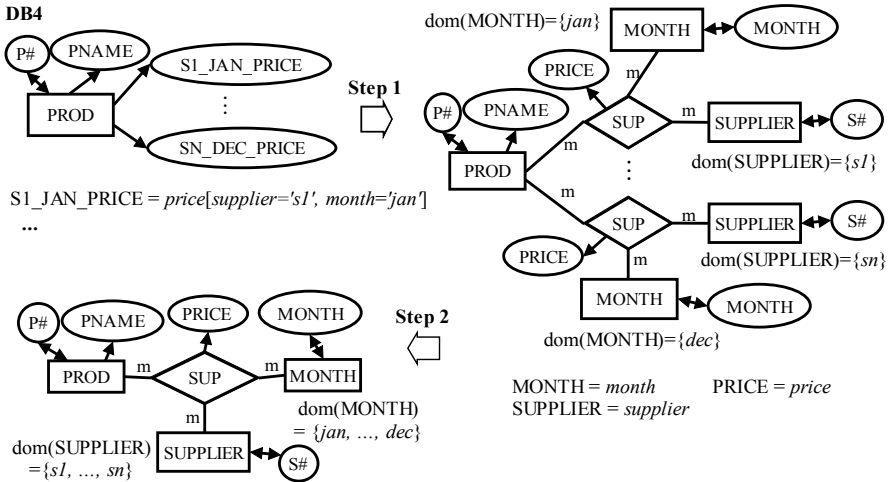 DB4
P#
PNAME
S1_JAN_PRICE
⋮
PROD
SN_DEC_PRICE
S1_JAN_PRICE = price[supplier='s1', month='jan']
...
Step 1
dom(MONTH)={jan}
MONTH
MONTH
m
PRICE
P#
PNAME
SUP
m
SUPPLIER
S#
dom(SUPPLIER)={s1}
PROD
m
⋮
m
SUP
m
SUPPLIER
S#
PRICE
m
dom(SUPPLIER)={sn}
MONTH
MONTH
dom(MONTH)={dec}
MONTH = month PRICE = price
SUPPLIER = supplier
Step 2
P#
PNAME
PRICE
MONTH
PROD
m
SUP
m
MONTH
m
dom(MONTH)
= {jan, ..., dec}
dom(SUPPLIER)
={s1, ..., sn}
SUPPLIER
S#